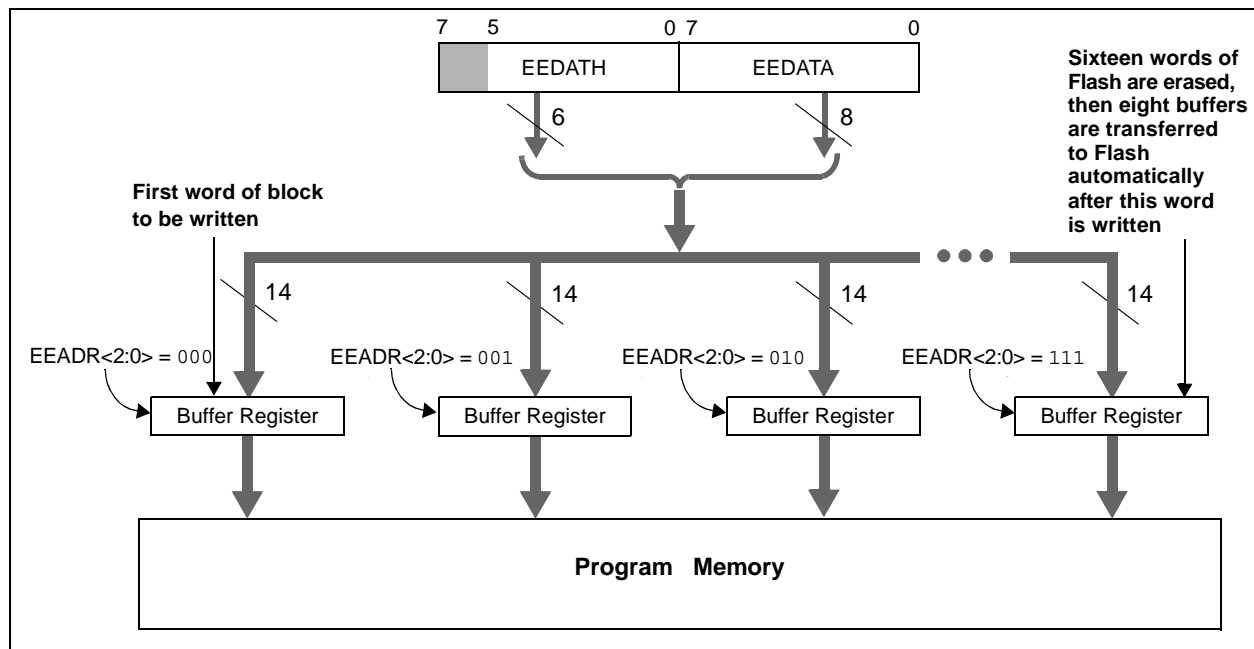 7 5 0 7 0
EEDATH EEDATA
6 8
Sixteen words of
Flash are erased,
then eight buffers
are transferred
to Flash
automatically
after this word
is written
First word of block
to be written
14 14 14 14
EEADR<2:0> = 000 EEADR<2:0> = 001 EEADR<2:0> = 010 EEADR<2:0> = 111
Buffer Register Buffer Register Buffer Register Buffer Register
Program Memory